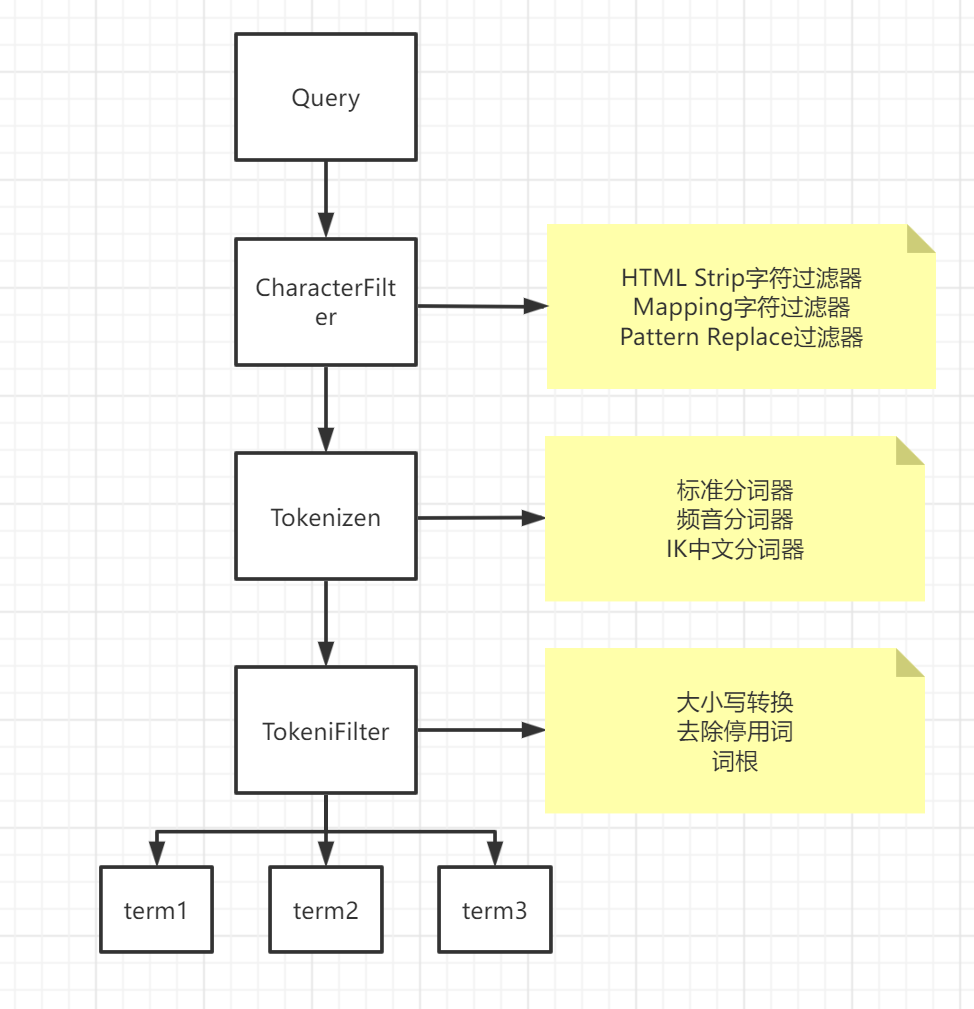 Query
CharacterFilt
er
HTML Strip字符过滤器
Mapping字符过滤器
Pattern Replace过滤器
Tokenizen
标准分词器
频音分词器
IK中文分词器
TokeniFilter
大小写转换
去除停用词
词根
term1
term2
term3